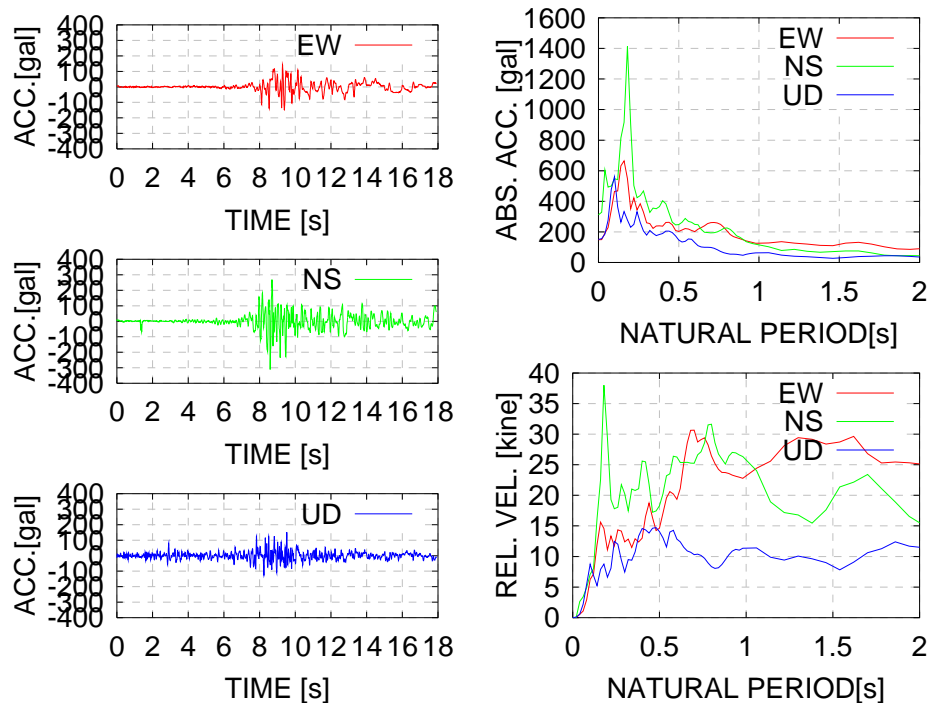 400
300
200
100
0
-100
-200
-300
-400
ACC.[gal]
EW
0 2 4 6 8 10 12 14 16 18
TIME [s]
400
300
200
100
0
-100
-200
-300
-400
ACC.[gal]
NS
0 2 4 6 8 10 12 14 16 18
TIME [s]
400
300
200
100
0
-100
-200
-300
-400
ACC.[gal]
UD
0 2 4 6 8 10 12 14 16 18
TIME [s]
1600
1400
1200
1000
800
600
400
200
0
ABS. ACC. [gal]
EW
NS
UD
0 0.5 1 1.5 2
NATURAL PERIOD[s]
40
35
30
25
20
15
10
5
0
REL. VEL. [kine]
EW
NS
UD
0 0.5 1 1.5 2
NATURAL PERIOD[s]